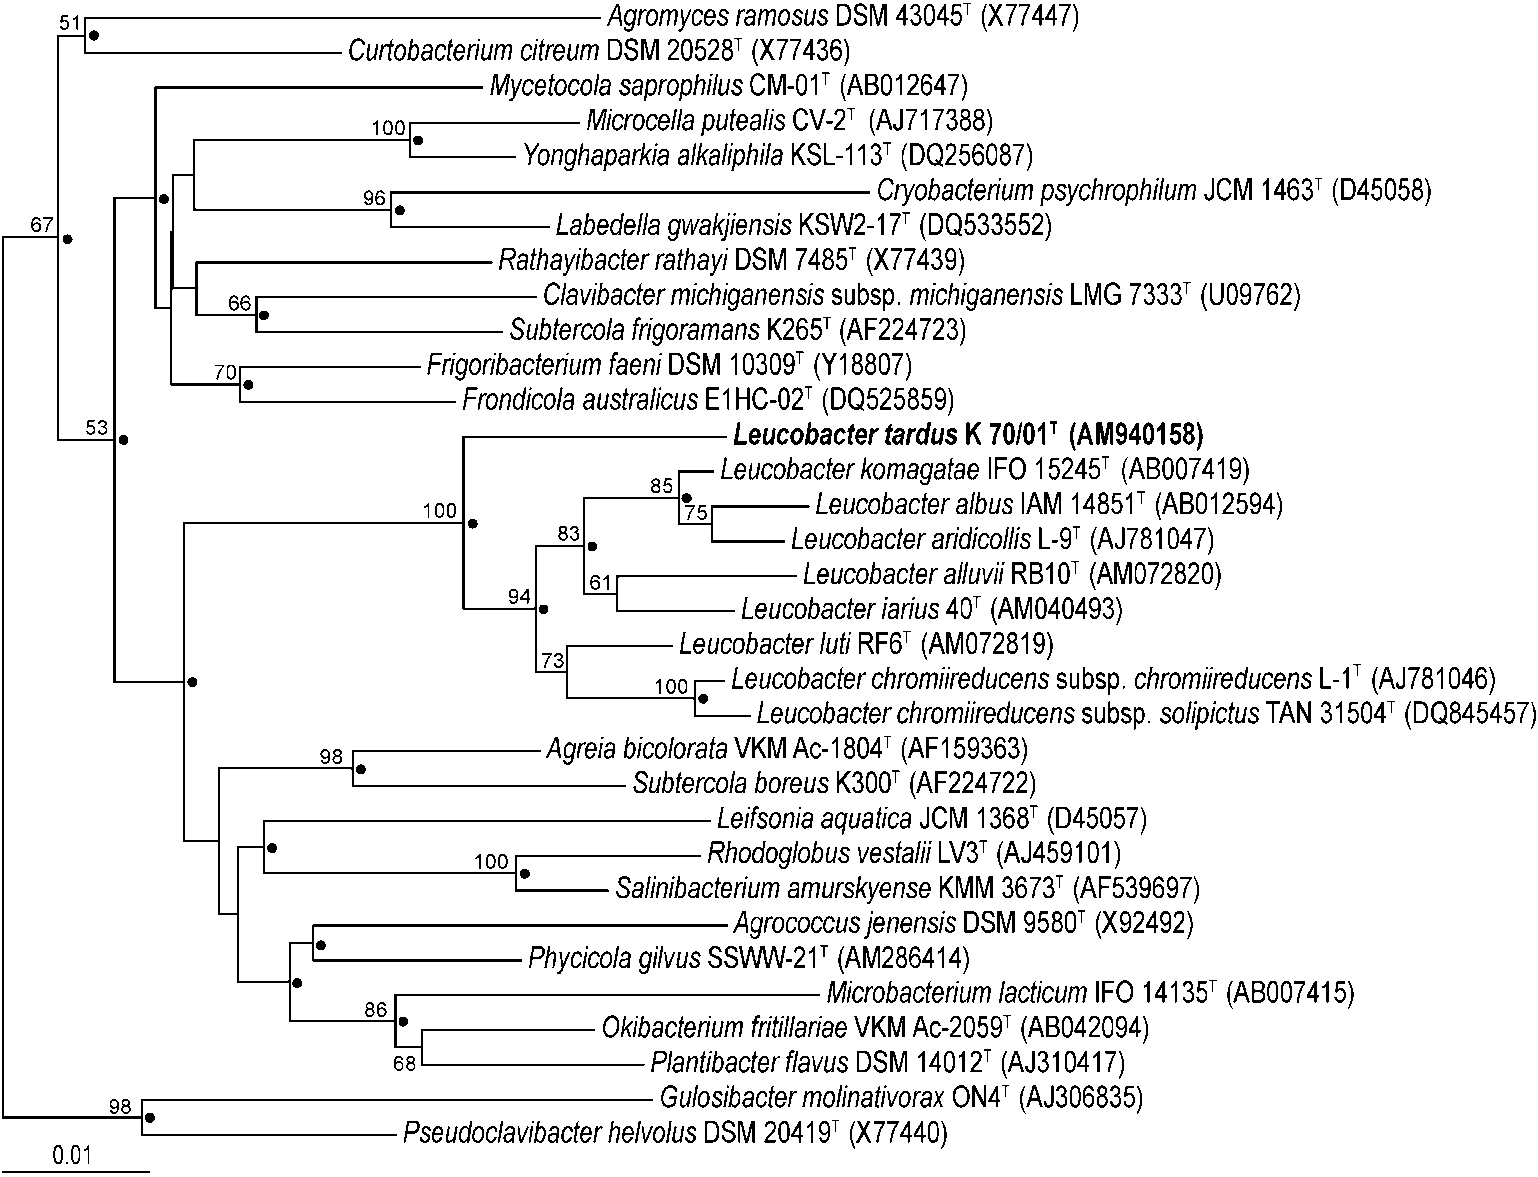 51
Agromyces ramosus DSM 43045ᵀ (X77447)
Curtobacterium citreum DSM 20528ᵀ (X77436)
Mycetocola saprophilus CM-01ᵀ (AB012647)
100
Microcella putealis CV-2ᵀ (AJ717388)
Yonghaparkia alkaliphila KSL-113ᵀ (DQ256087)
96
Cryobacterium psychrophilum JCM 1463ᵀ (D45058)
67
Labedella gwakjiensis KSW2-17ᵀ (DQ533552)
Rathayibacter rathayi DSM 7485ᵀ (X77439)
66
Clavibacter michiganensis subsp. michiganensis LMG 7333ᵀ (U09762)
Subtercola frigoramans K265ᵀ (AF224723)
70
Frigoribacterium faeni DSM 10309ᵀ (Y18807)
Frondicola australicus E1HC-02ᵀ (DQ525859)
53
Leucobacter tardus K 70/01ᵀ (AM940158)
Leucobacter komagatae IFO 15245ᵀ (AB007419)
85
Leucobacter albus IAM 14851ᵀ (AB012594)
100
75
83
Leucobacter aridicollis L-9ᵀ (AJ781047)
Leucobacter alluvii RB10ᵀ (AM072820)
61
94
Leucobacter iarius 40ᵀ (AM040493)
Leucobacter luti RF6ᵀ (AM072819)
73
Leucobacter chromiireducens subsp. chromiireducens L-1ᵀ (AJ781046)
100
Leucobacter chromiireducens subsp. solipictus TAN 31504ᵀ (DQ845457)
Agreia bicolorata VKM Ac-1804ᵀ (AF159363)
98
Subtercola boreus K300ᵀ (AF224722)
Leifsonia aquatica JCM 1368ᵀ (D45057)
Rhodoglobus vestalii LV3ᵀ (AJ459101)
100
Salinibacterium amurskyense KMM 3673ᵀ (AF539697)
Agrococcus jenensis DSM 9580ᵀ (X92492)
Phycicola gilvus SSWW-21ᵀ (AM286414)
Microbacterium lacticum IFO 14135ᵀ (AB007415)
86
Okibacterium fritillariae VKM Ac-2059ᵀ (AB042094)
68
Plantibacter flavus DSM 14012ᵀ (AJ310417)
Gulosibacter molinativorax ON4ᵀ (AJ306835)
98
Pseudoclavibacter helvolus DSM 20419ᵀ (X77440)
0.01